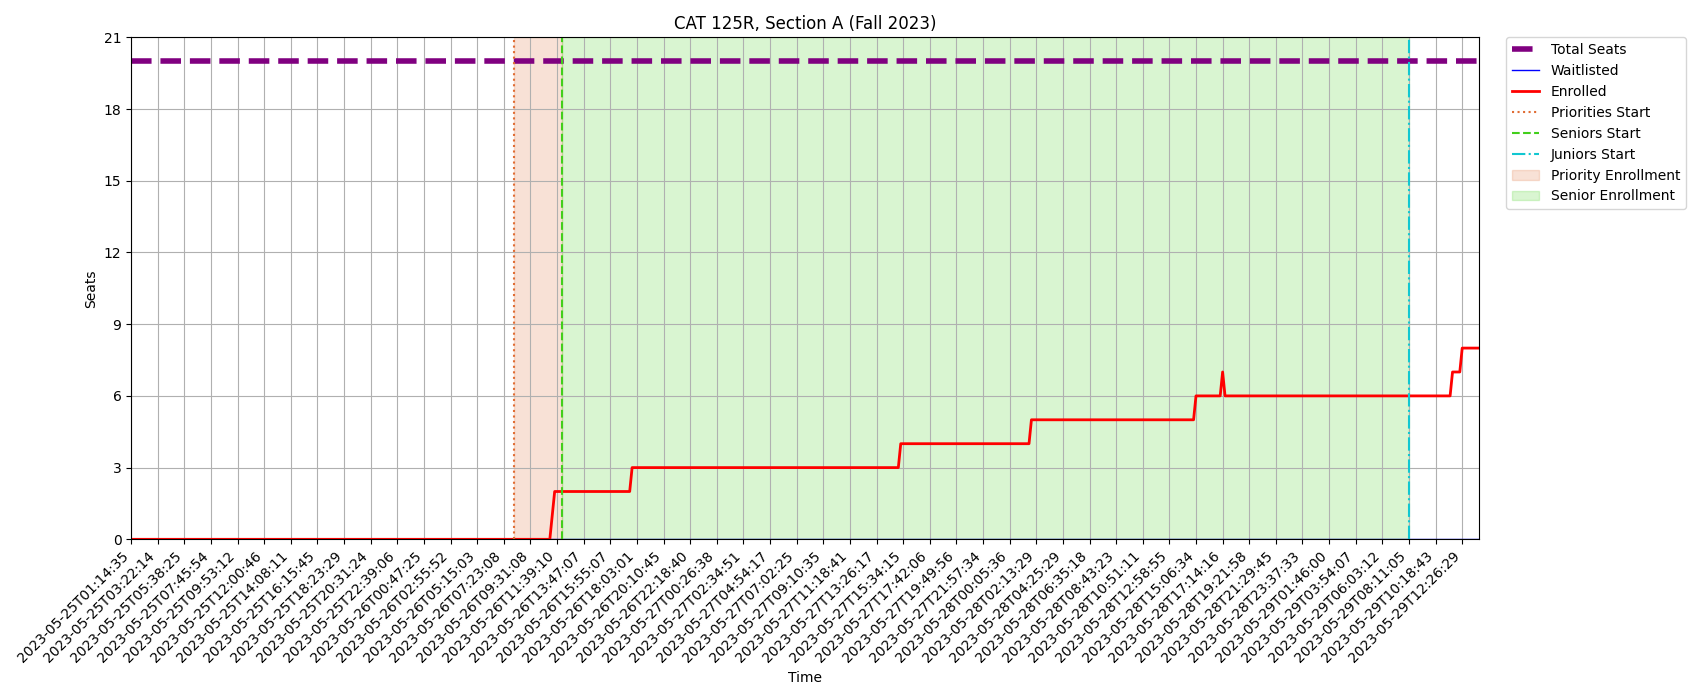 CAT 125R, Section A (Fall 2023)
21
18
15
12
9
6
3
0
Seats
Total Seats
Waitlisted
Enrolled
Priorities Start
Seniors Start
Juniors Start
Priority Enrollment
Senior Enrollment
2023-05-25T01:14:35
2023-05-25T03:22:14
2023-05-25T05:38:25
2023-05-25T07:45:54
2023-05-25T09:53:12
2023-05-25T12:00:46
2023-05-25T14:08:11
2023-05-25T16:15:45
2023-05-25T18:23:29
2023-05-25T20:31:24
2023-05-25T22:39:06
2023-05-26T00:47:25
2023-05-26T02:55:52
2023-05-26T05:15:03
2023-05-26T07:23:08
2023-05-26T09:31:08
2023-05-26T11:39:10
2023-05-26T13:47:07
2023-05-26T15:55:07
2023-05-26T18:03:01
2023-05-26T20:10:45
2023-05-26T22:18:40
2023-05-27T00:26:38
2023-05-27T02:34:51
2023-05-27T04:54:17
2023-05-27T07:02:25
2023-05-27T09:10:35
2023-05-27T11:18:41
2023-05-27T13:26:17
2023-05-27T15:34:15
2023-05-27T17:42:06
2023-05-27T19:49:56
2023-05-27T21:57:34
2023-05-28T00:05:36
2023-05-28T02:13:29
2023-05-28T04:25:29
2023-05-28T06:35:18
2023-05-28T08:43:23
2023-05-28T10:51:11
2023-05-28T12:58:55
2023-05-28T15:06:34
2023-05-28T17:14:16
2023-05-28T19:21:58
2023-05-28T21:29:45
2023-05-28T23:37:33
2023-05-29T01:46:00
2023-05-29T03:54:07
2023-05-29T06:03:12
2023-05-29T08:11:05
2023-05-29T10:18:43
2023-05-29T12:26:29
Time